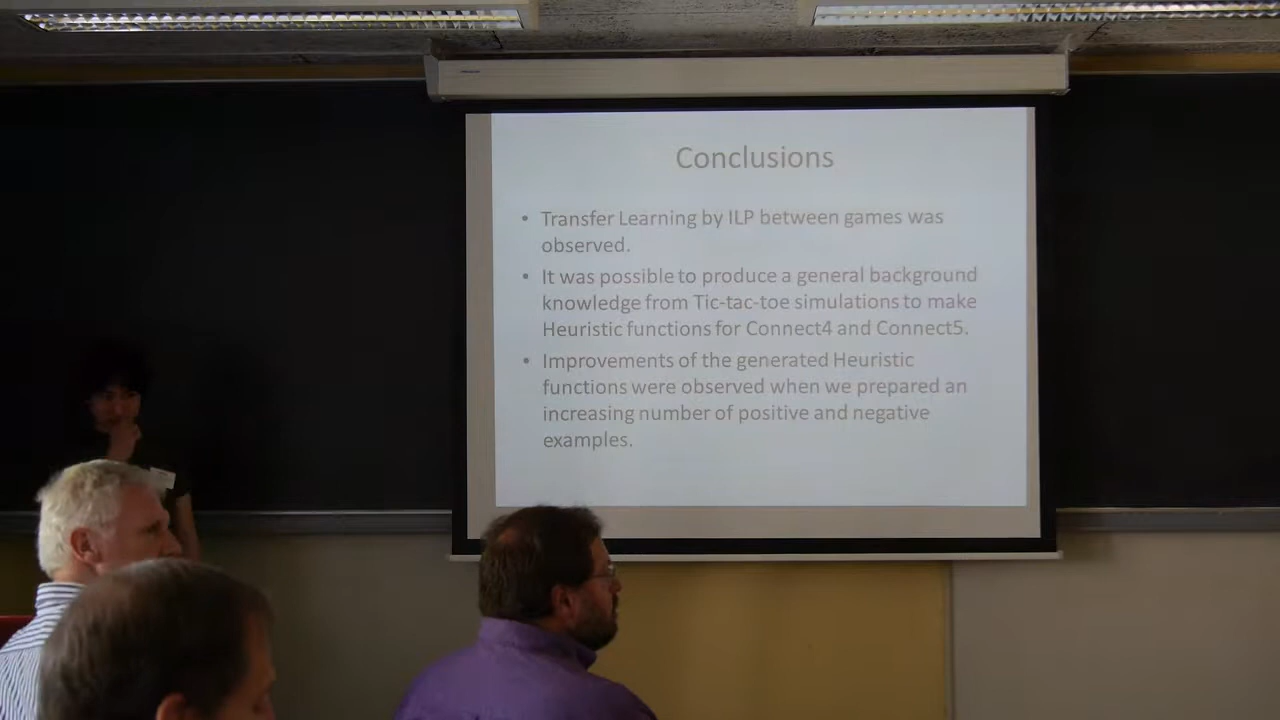 Conclusions
• Transfer Learning by ILP between games was
observed.
• It was possible to produce a general background
knowledge from Tic-tac-toe simulations to make
Heuristic functions for Connect4 and Connect5.
• Improvements of the generated Heuristic
functions were observed when we prepared an
increasing number of positive and negative
examples.